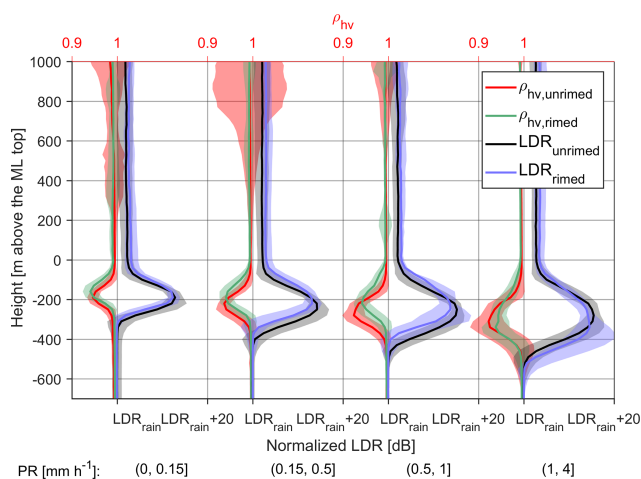 ρhv
0.9 1 0.9 1 0.9 1 0.9 1
1000
800
600
400
200
0
-200
-400
-600
Height [m above the ML top]
ρhv,unrimed
ρhv,rimed
LDRunrimed
LDRrimed
LDRrain LDRrain+20 LDRrain LDRrain+20 LDRrain LDRrain+20 LDRrain LDRrain+20
Normalized LDR [dB]
PR [mm h-1]: (0, 0.15] (0.15, 0.5] (0.5, 1] (1, 4]